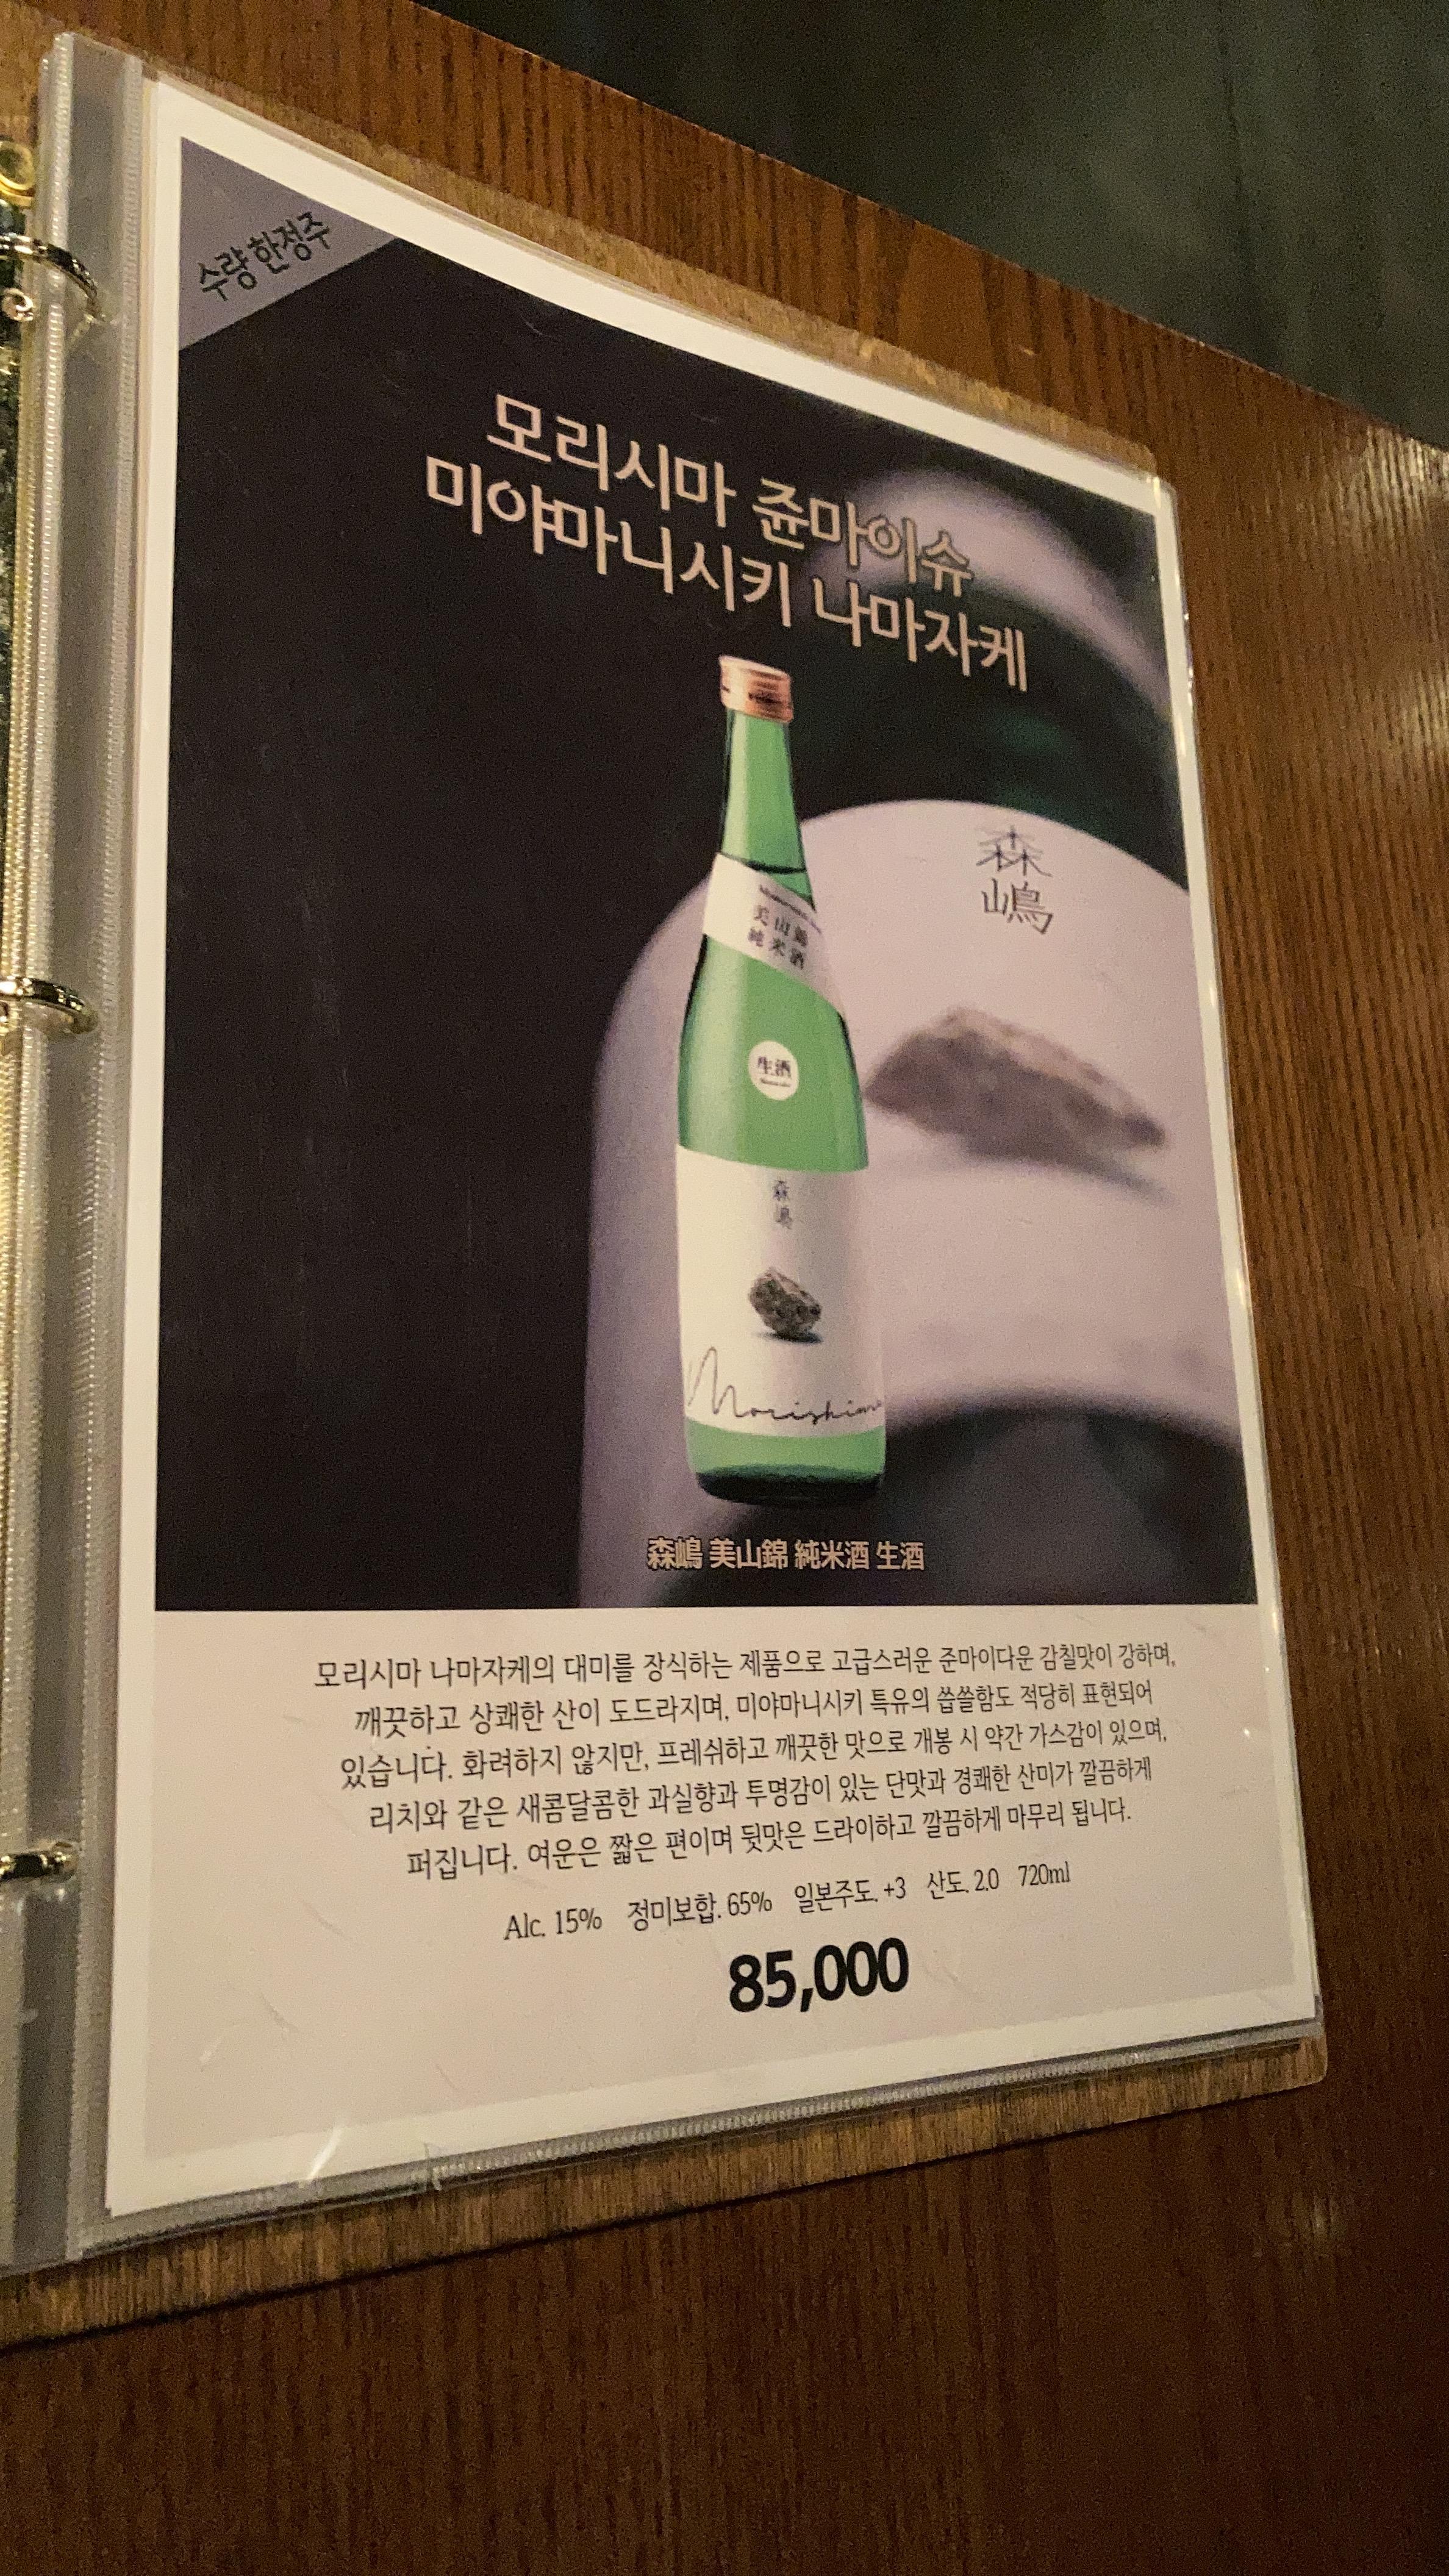 수량 한정주
모리시마 쥰마이슈
미야마니시키 나마자케
森嶋
美山錦
純米酒
生酒
森嶋
Morishima
森嶋 美山錦 純米酒 生酒
모리시마 나마자케의 대미를 장식하는 제품으로 고급스러운 준마이다운 감칠맛이 강하며,
깨끗하고 상쾌한 산이 도드라지며, 미야마니시키 특유의 씁쓸함도 적당히 표현되어
있습니다. 화려하지 않지만, 프레쉬하고 깨끗한 맛으로 개봉 시 약간 가스감이 있으며,
리치와 같은 새콤달콤한 과실향과 투명감이 있는 단맛과 경쾌한 산미가 깔끔하게
퍼집니다. 여운은 짧은 편이며 뒷맛은 드라이하고 깔끔하게 마무리 됩니다.
Alc. 15% 정미보합. 65% 일본주도. +3 산도. 2.0 720ml
85,000